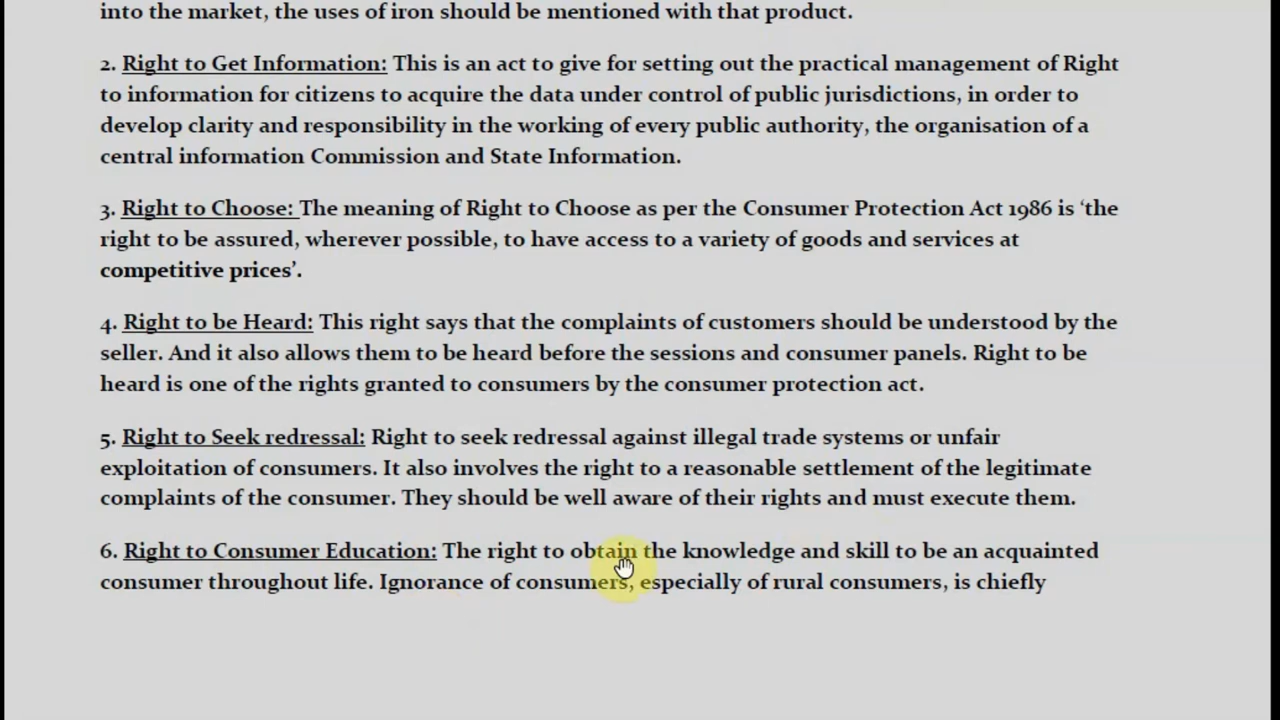 into the market, the uses of iron should be mentioned with that product.
2. Right to Get Information: This is an act to give for setting out the practical management of Right
to information for citizens to acquire the data under control of public jurisdictions, in order to
develop clarity and responsibility in the working of every public authority, the organisation of a
central information Commission and State Information.
3. Right to Choose: The meaning of Right to Choose as per the Consumer Protection Act 1986 is ‘the
right to be assured, wherever possible, to have access to a variety of goods and services at
competitive prices’.
4. Right to be Heard: This right says that the complaints of customers should be understood by the
seller. And it also allows them to be heard before the sessions and consumer panels. Right to be
heard is one of the rights granted to consumers by the consumer protection act.
5. Right to Seek redressal: Right to seek redressal against illegal trade systems or unfair
exploitation of consumers. It also involves the right to a reasonable settlement of the legitimate
complaints of the consumer. They should be well aware of their rights and must execute them.
6. Right to Consumer Education: The right to obtain the knowledge and skill to be an acquainted
consumer throughout life. Ignorance of consumers, especially of rural consumers, is chiefly